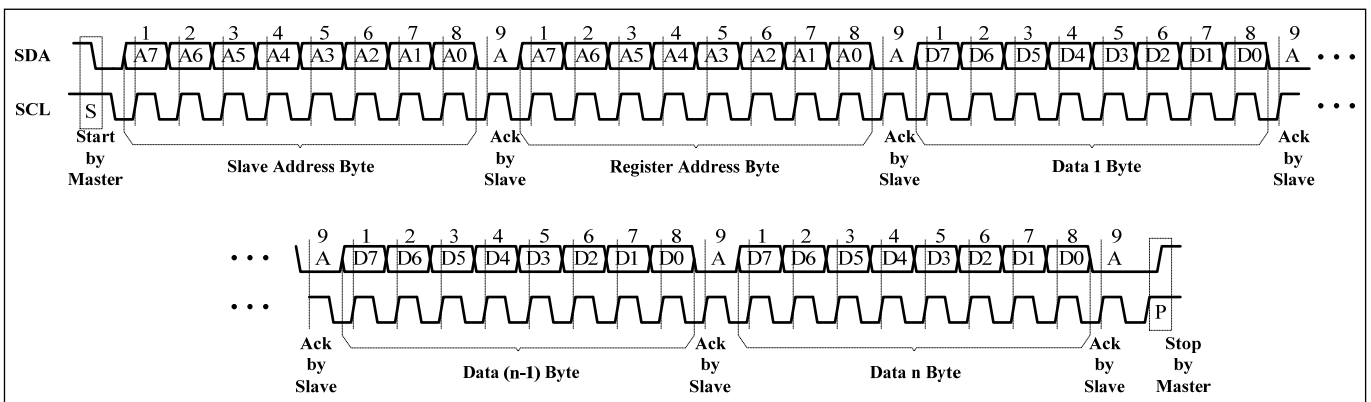 1 2 3 4 5 6 7 8 9 1 2 3 4 5 6 7 8 9 1 2 3 4 5 6 7 8 9
SDA A7 A6 A5 A4 A3 A2 A1 A0 A A7 A6 A5 A4 A3 A2 A1 A0 A D7 D6 D5 D4 D3 D2 D1 D0 A • • •
SCL S • • •
Start by Master
Slave Address Byte
Ack by Slave
Register Address Byte
Ack by Slave
Data 1 Byte
Ack by Slave
9 1 2 3 4 5 6 7 8 9 1 2 3 4 5 6 7 8 9
• • • A D7 D6 D5 D4 D3 D2 D1 D0 A D7 D6 D5 D4 D3 D2 D1 D0 A
• • • P
Ack by Slave
Data (n-1) Byte
Ack by Slave
Data n Byte
Ack by Slave
Stop by Master